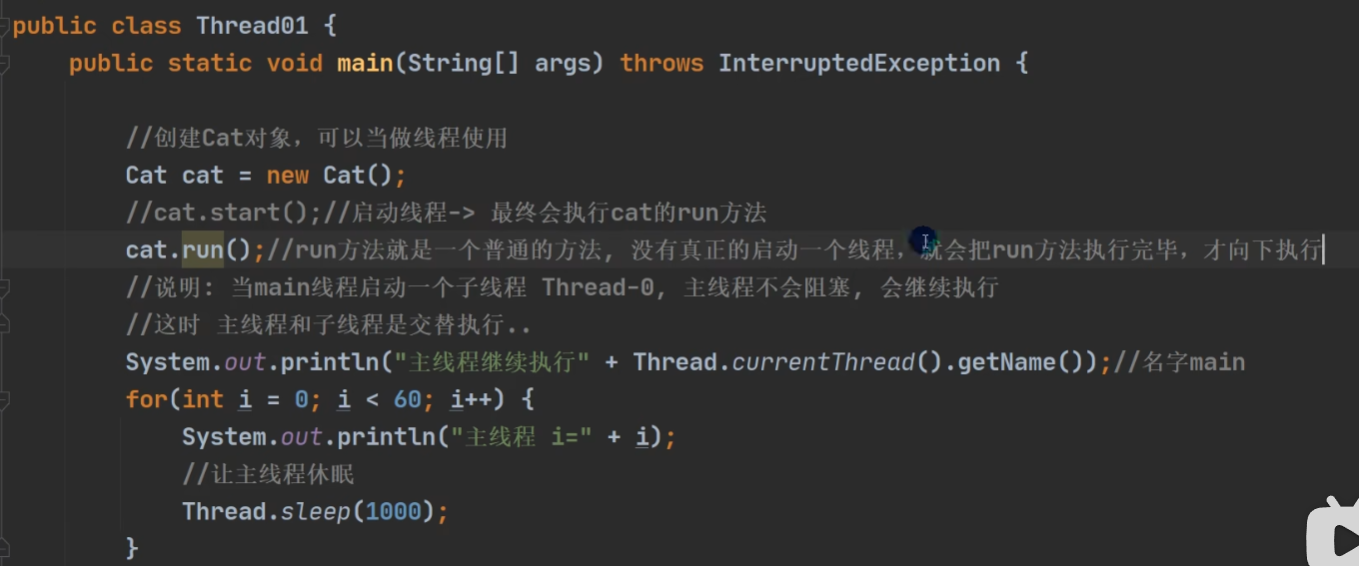 public class Thread01 {
public static void main(String[] args) throws InterruptedException {
//创建Cat对象，可以当做线程使用
Cat cat = new Cat();
//cat.start();//启动线程-> 最终会执行cat的run方法
cat.run();//run方法就是一个普通的方法, 没有真正的启动一个线程，就会把run方法执行完毕，才向下执行
//说明: 当main线程启动一个子线程 Thread-0, 主线程不会阻塞, 会继续执行
//这时 主线程和子线程是交替执行..
System.out.println("主线程继续执行" + Thread.currentThread().getName());//名字main
for(int i = 0; i < 60; i++) {
System.out.println("主线程 i=" + i);
//让主线程休眠
Thread.sleep(1000);
}